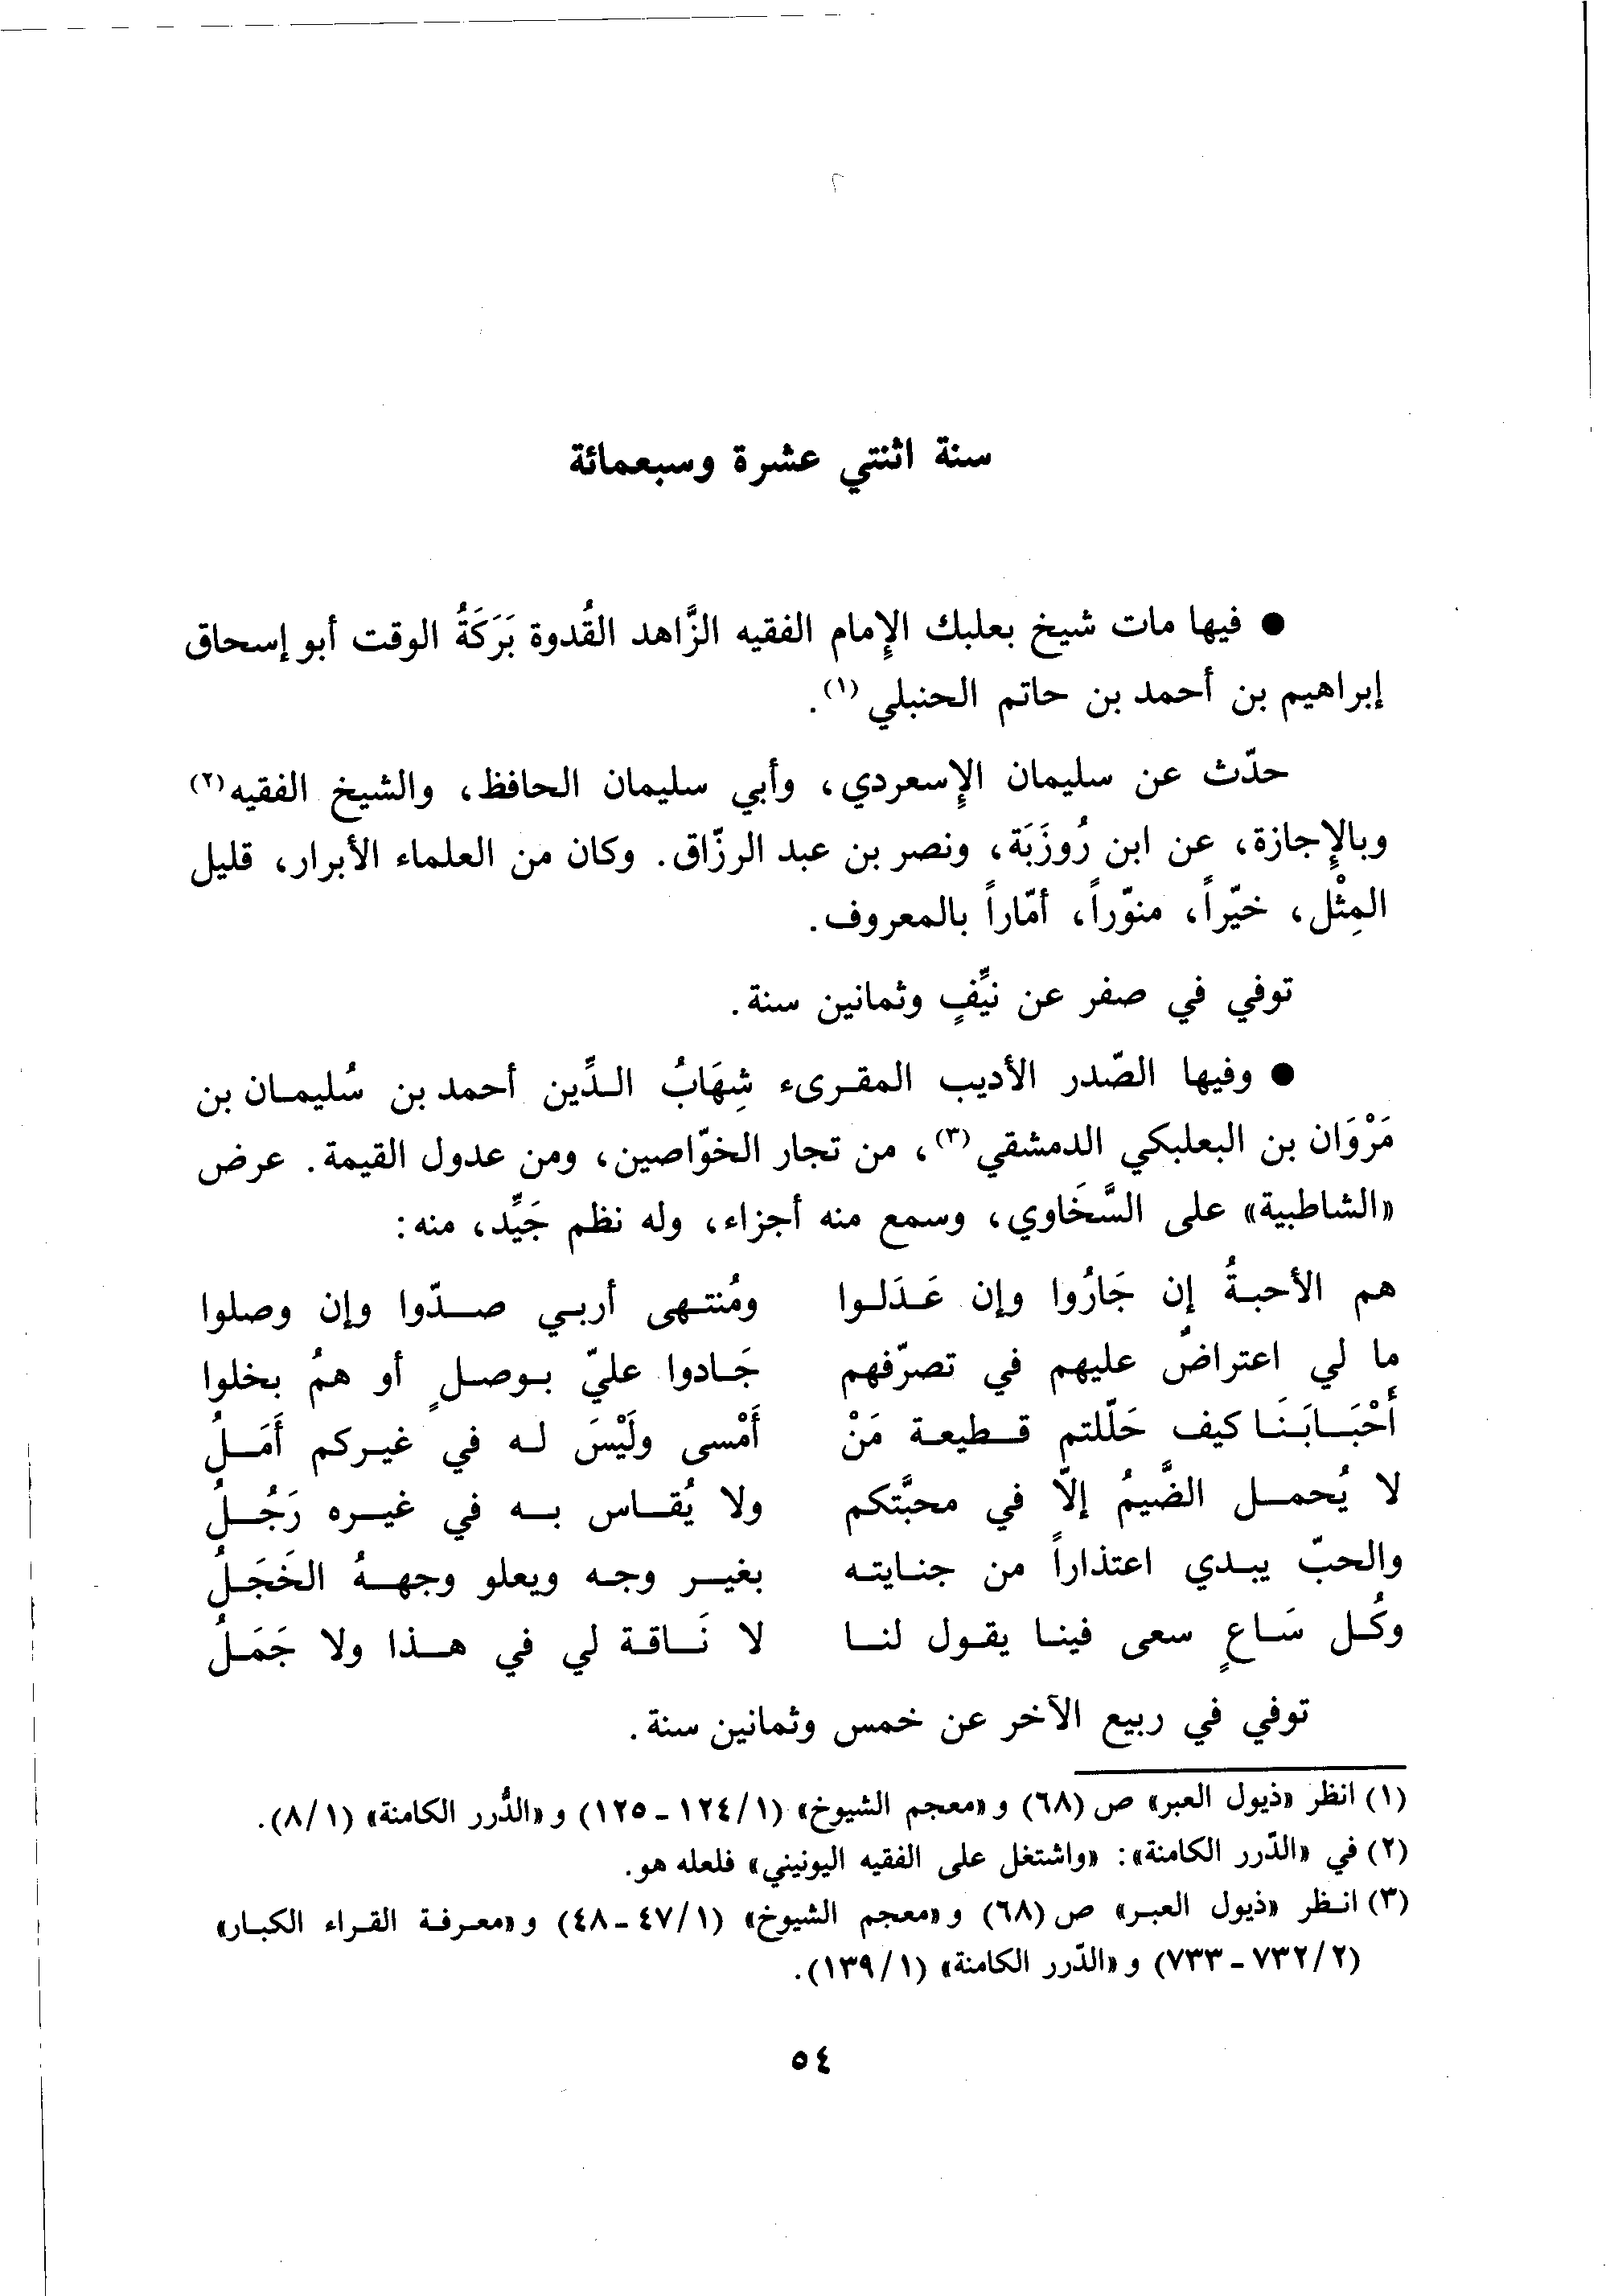 سنة اثنتي عشرة وسبعمائة
● فيها مات شيخ بعلبك الإمام الفقيه الزَّاهد القُدوة بَرَكَةُ الوقت أبو إسحاق
إبراهيم بن أحمد بن حاتم الحنبلي (١).
حدّث عن سليمان الإسعردي، وأبي سليمان الحافظ، والشيخ الفقيه(٢)
وبالإجازة، عن ابن رُوزَبَة، ونصر بن عبد الرزّاق. وكان من العلماء الأبرار، قليل
المِثْل، خيّراً، منوّراً، أمّاراً بالمعروف.
توفي في صفر عن نيِّفٍ وثمانين سنة.
● وفيها الصّدر الأديب المقرىء شِهَابُ الدِّين أحمد بن سُليمان بن
مَرْوَان بن البعلبكي الدمشقي(٣)، من تجار الخوّاصين، ومن عدول القيمة. عرض
«الشاطبية» على السَّخَاوي، وسمع منه أجزاء، وله نظم جَيِّد، منه:
هم الأحبةُ إن جَارُوا وإن عَدَلوا ومُنتهى أربي صدّوا وإن وصلوا
ما لي اعتراضٌ عليهم في تصرّفهم جَادوا عليّ بوصلٍ أو همُ بخلوا
أَحْبَابَنَا كيف حَلّلتم قطيعة مَنْ أَمْسى ولَيْسَ له في غيركم أَمَلُ
لا يُحمل الضَّيمُ إلّا في محبَّتكم ولا يُقاس به في غيره رَجُلُ
والحبّ يبدي اعتذاراً من جنايته بغير وجه ويعلو وجههُ الخَجَلُ
وكُل سَاعٍ سعى فينا يقول لنا لا نَاقة لي في هذا ولا جَمَلُ
توفي في ربيع الآخر عن خمس وثمانين سنة.
(١) انظر «ذيول العبر» ص (٦٨) و«معجم الشيوخ» (١/ ١٢٤ - ١٢٥) و«الدُّرر الكامنة» (١/ ٨).
(٢) في «الدّرر الكامنة»: «واشتغل على الفقيه اليونيني» فلعله هو.
(٣) انظر «ذيول العبر» ص (٦٨) و«معجم الشيوخ» (١/ ٤٧ - ٤٨) و«معرفة القراء الكبار»
(٢/ ٧٣٢ - ٧٣٣) و«الدّرر الكامنة» (١/ ١٣٩).
٥٤